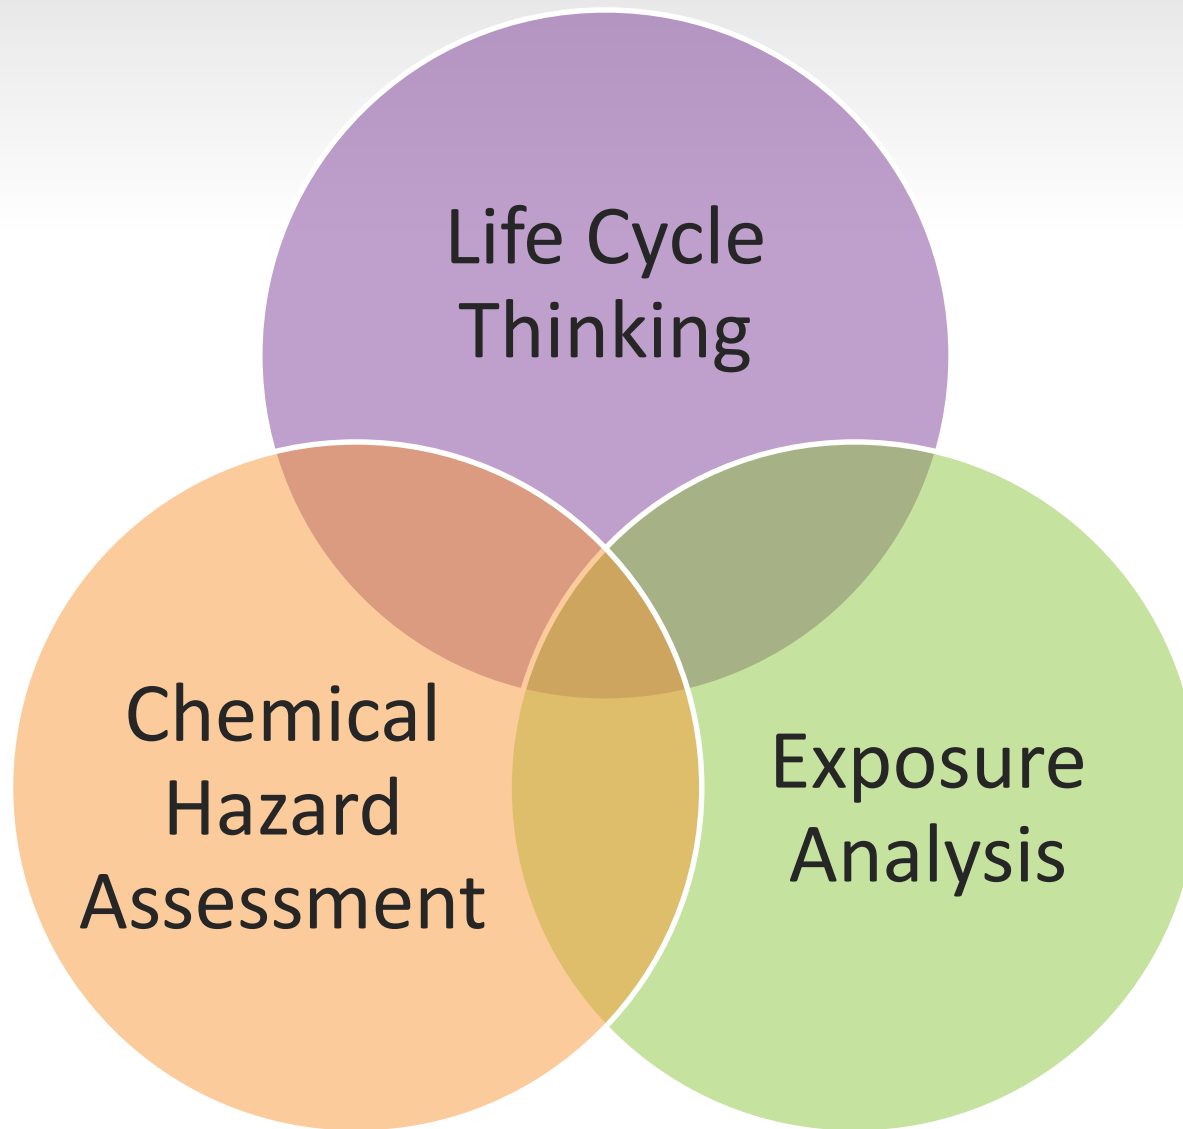 Life Cycle
Thinking
Chemical
Hazard
Assessment
Exposure
Analysis